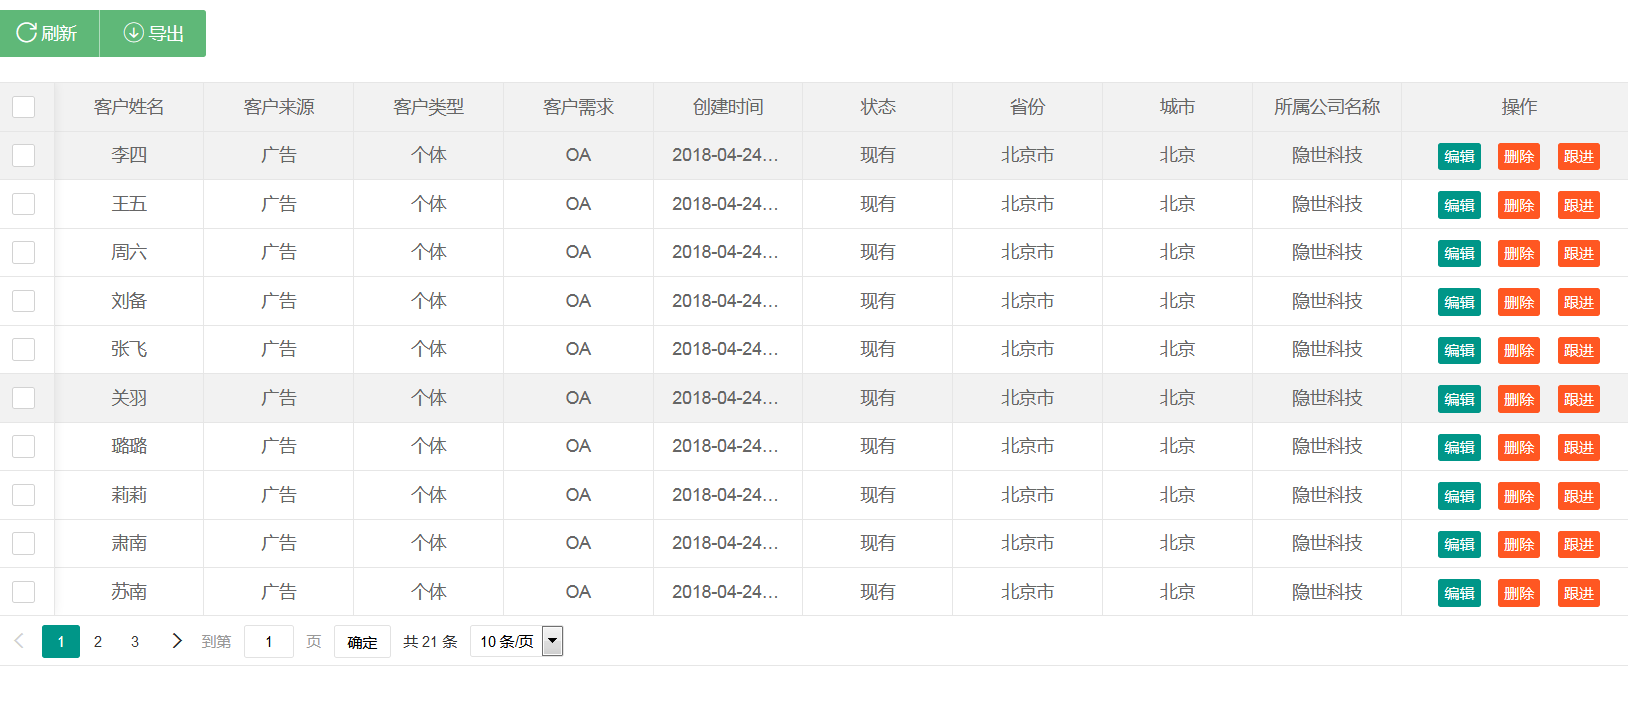 刷新 导出
客户姓名 客户来源 客户类型 客户需求 创建时间 状态 省份 城市 所属公司名称 操作
李四 广告 个体 OA 2018-04-24... 现有 北京市 北京 隐世科技 编辑 删除 跟进
王五 广告 个体 OA 2018-04-24... 现有 北京市 北京 隐世科技 编辑 删除 跟进
周六 广告 个体 OA 2018-04-24... 现有 北京市 北京 隐世科技 编辑 删除 跟进
刘备 广告 个体 OA 2018-04-24... 现有 北京市 北京 隐世科技 编辑 删除 跟进
张飞 广告 个体 OA 2018-04-24... 现有 北京市 北京 隐世科技 编辑 删除 跟进
关羽 广告 个体 OA 2018-04-24... 现有 北京市 北京 隐世科技 编辑 删除 跟进
璐璐 广告 个体 OA 2018-04-24... 现有 北京市 北京 隐世科技 编辑 删除 跟进
莉莉 广告 个体 OA 2018-04-24... 现有 北京市 北京 隐世科技 编辑 删除 跟进
肃南 广告 个体 OA 2018-04-24... 现有 北京市 北京 隐世科技 编辑 删除 跟进
苏南 广告 个体 OA 2018-04-24... 现有 北京市 北京 隐世科技 编辑 删除 跟进
1 2 3 到第 1 页 确定 共 21 条 10 条/页